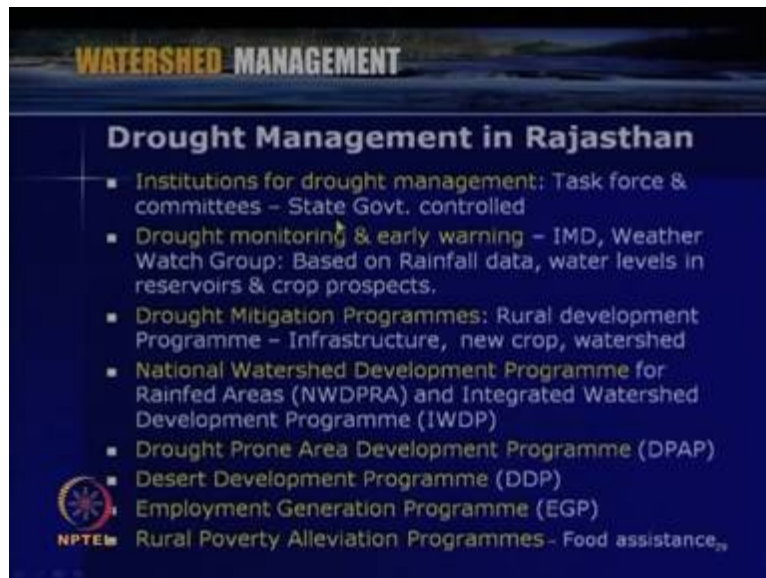 WATERSHED MANAGEMENT
Drought Management in Rajasthan
Institutions for drought management: Task force &
committees – State Govt. controlled
Drought monitoring & early warning – IMD, Weather
Watch Group: Based on Rainfall data, water levels in
reservoirs & crop prospects.
Drought Mitigation Programmes: Rural development
Programme – Infrastructure, new crop, watershed
National Watershed Development Programme for
Rainfed Areas (NWDPRA) and Integrated Watershed
Development Programme (IWDP)
Drought Prone Area Development Programme (DPAP)
Desert Development Programme (DDP)
Employment Generation Programme (EGP)
Rural Poverty Alleviation Programmes – Food assistance
NPTEL